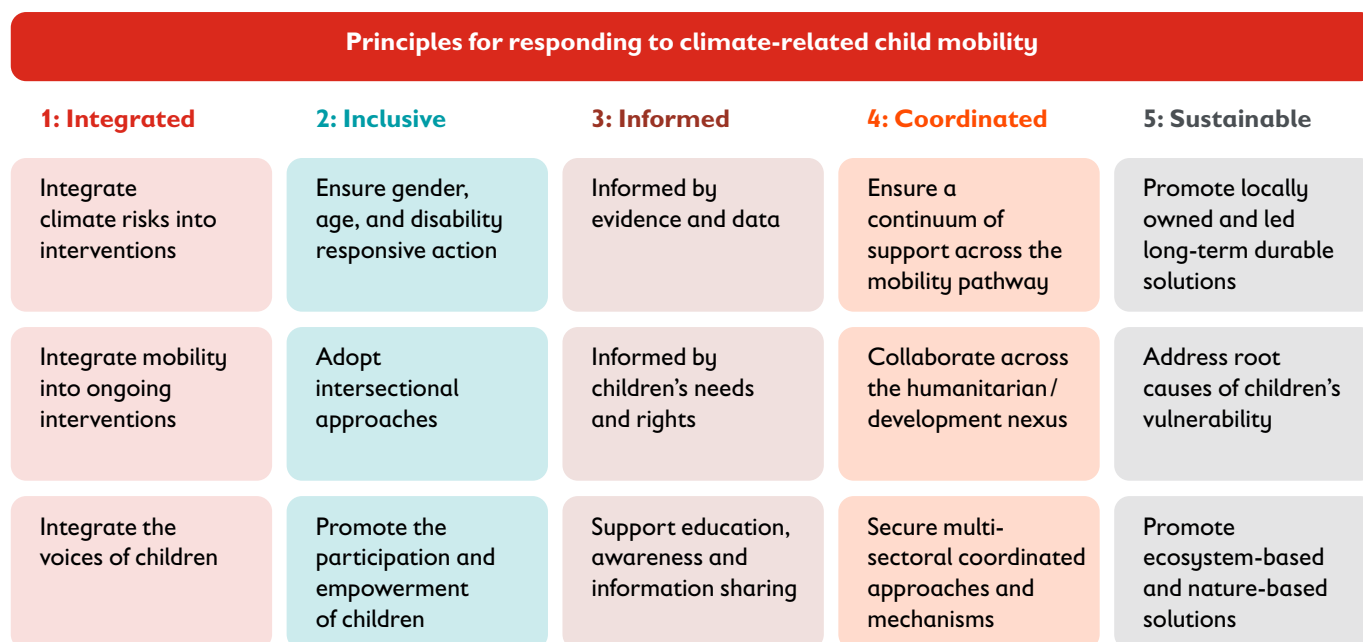 Principles for responding to climate-related child mobility
1: Integrated
2: Inclusive
3: Informed
4: Coordinated
5: Sustainable
Integrate
climate risks into
interventions
Ensure gender,
age, and disability
responsive action
Informed by
evidence and data
Ensure a
continuum of
support across the
mobility pathway
Promote locally
owned and led
long-term durable
solutions
Integrate mobility
into ongoing
interventions
Adopt
intersectional
approaches
Informed by
children’s needs
and rights
Collaborate across
the humanitarian/
development nexus
Address root
causes of children’s
vulnerability
Integrate the
voices of children
Promote the
participation and
empowerment
of children
Support education,
awareness and
information sharing
Secure multi-
sectoral coordinated
approaches and
mechanisms
Promote
ecosystem-based
and nature-based
solutions